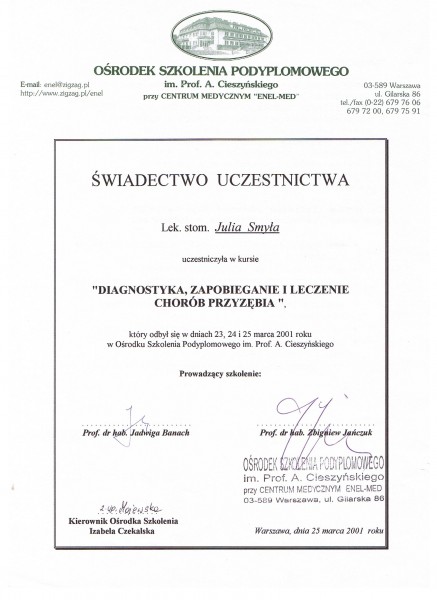 OŚRODEK SZKOLENIA PODYPLOMOWEGO
im. Prof. A. Cieszyńskiego
przy CENTRUM MEDYCZNYM "ENEL-MED"
E-mail: enel@zigzag.pl
http://www.zigzag.pl/enel
03-589 Warszawa
ul. Gilarska 86
tel./fax (0-22) 679 76 06
679 72 00, 679 75 91
ŚWIADECTWO UCZESTNICTWA
Lek. stom. Julia Smyła
uczestniczyła w kursie
"DIAGNOSTYKA, ZAPOBIEGANIE I LECZENIE
CHORÓB PRZYZĘBIA".
który odbył się w dniach 23, 24 i 25 marca 2001 roku
w Ośrodku Szkolenia Podyplomowego im. Prof. A. Cieszyńskiego
Prowadzący szkolenie:
Prof. dr hab. Jadwiga Banach
Prof. dr hab. Zbigniew Jańczuk
OŚRODEK SZKOLENIA PODYPLOMOWEGO
im. Prof. A. Cieszyńskiego
przy CENTRUM MEDYCZNYM ENEL-MED
03-589 Warszawa, ul. Gilarska 86
z up. Majewska
Kierownik Ośrodka Szkolenia
Izabela Czekalska
Warszawa, dnia 25 marca 2001 roku